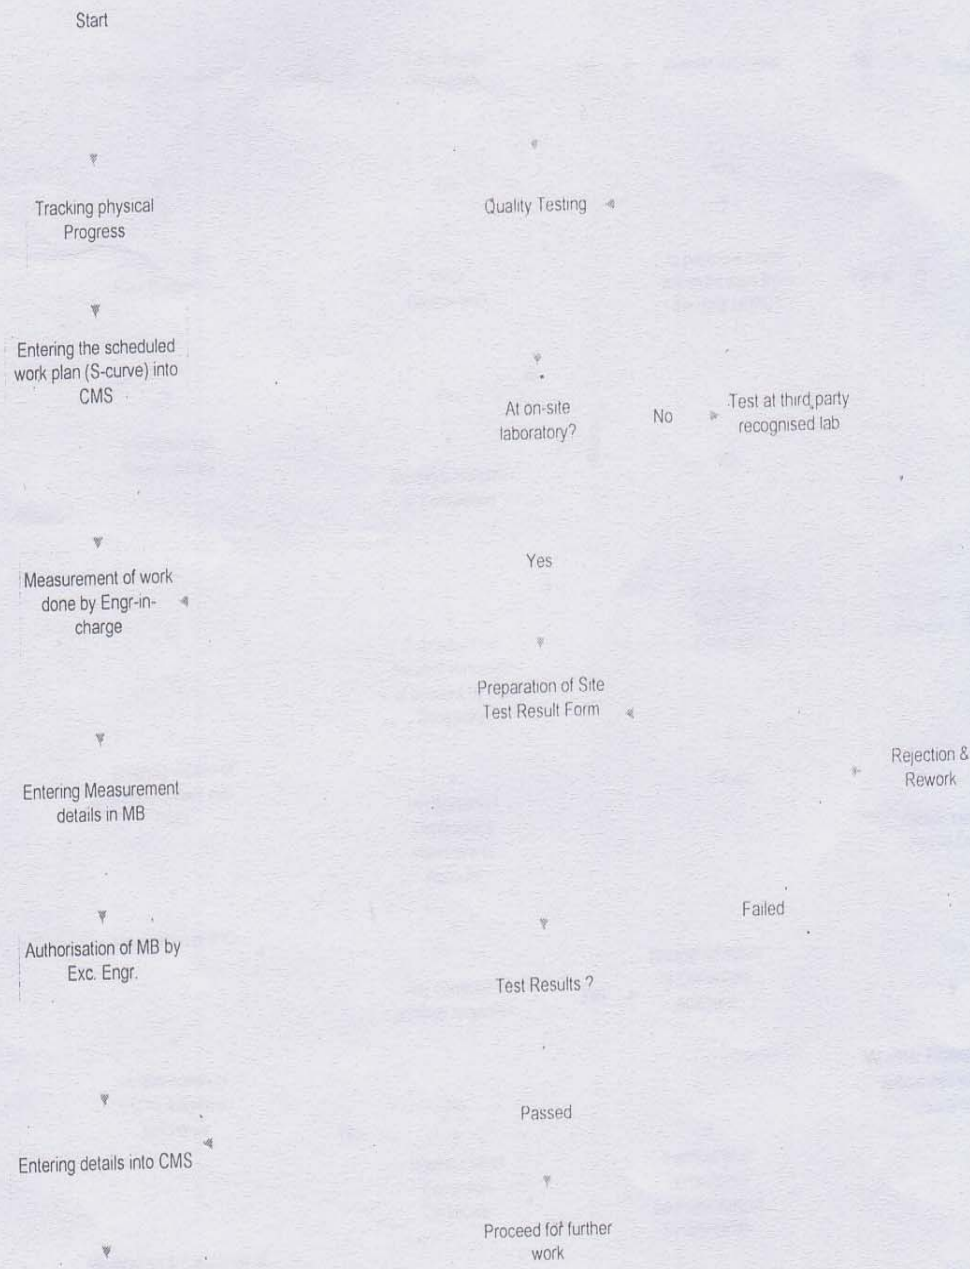 Start
Tracking physical
Progress
Entering the scheduled
work plan (S-curve) into
CMS
Measurement of work
done by Engr-in-
charge
Entering Measurement
details in MB
Authorisation of MB by
Exc. Engr.
Entering details into CMS
Quality Testing
At on-site
laboratory?
No
Test at third party
recognised lab
Yes
Preparation of Site
Test Result Form
Rejection &
Rework
Failed
Test Results ?
Passed
Proceed for further
work